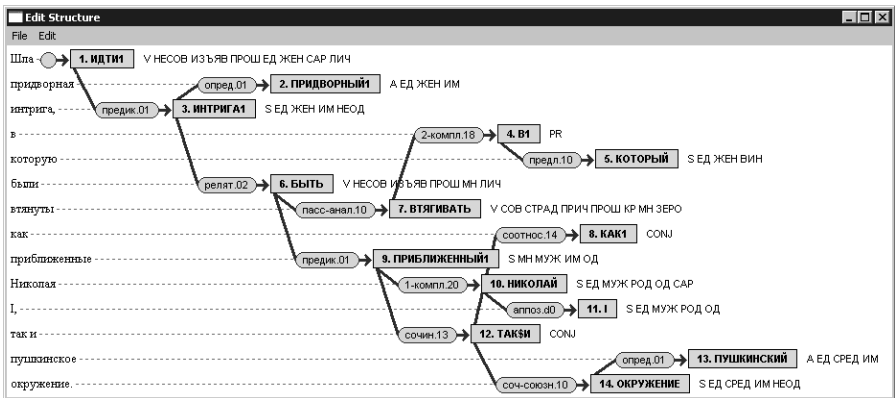 Edit Structure
File Edit
Шла 1. ИДТИ1 V НЕСОВ ИЗЪЯВ ПРОШ ЕД ЖЕН САР ЛИЧ
придворная опред.01 2. ПРИДВОРНЫЙ1 A ЕД ЖЕН ИМ
интрига, предик.01 3. ИНТРИГА1 S ЕД ЖЕН ИМ НЕОД
в 2-компл.18 4. В1 PR
которую предл.10 5. КОТОРЫЙ S ЕД ЖЕН ВИН
были релят.02 6. БЫТЬ V НЕСОВ ИЗЪЯВ ПРОШ МН ЛИЧ
втянуты пасс-анал.10 7. ВТЯГИВАТЬ V СОВ СТРАД ПРИЧ ПРОШ КР МН ЗЕРО
как соотнос.14 8. КАК1 CONJ
приближенные предик.01 9. ПРИБЛИЖЕННЫЙ1 S МН МУЖ ИМ ОД
Николая 1-компл.20 10. НИКОЛАЙ S ЕД МУЖ РОД ОД САР
I, аппоз.d0 11. I S ЕД МУЖ РОД ОД
так и сочин.13 12. ТАК$И CONJ
пушкинское опред.01 13. ПУШКИНСКИЙ A ЕД СРЕД ИМ
окружение. соч-союзн.10 14. ОКРУЖЕНИЕ S ЕД СРЕД ИМ НЕОД